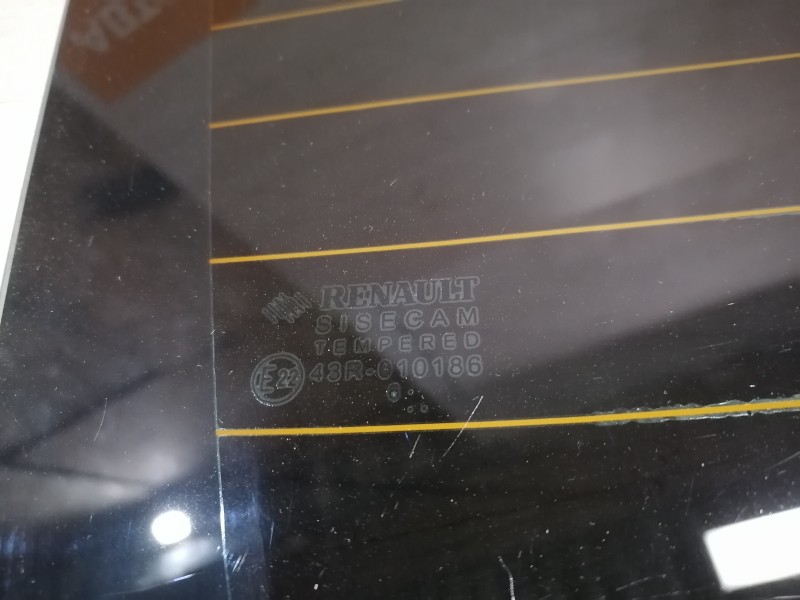 RENAULT
SISECAM
TEMPERED
E22 43R-010186